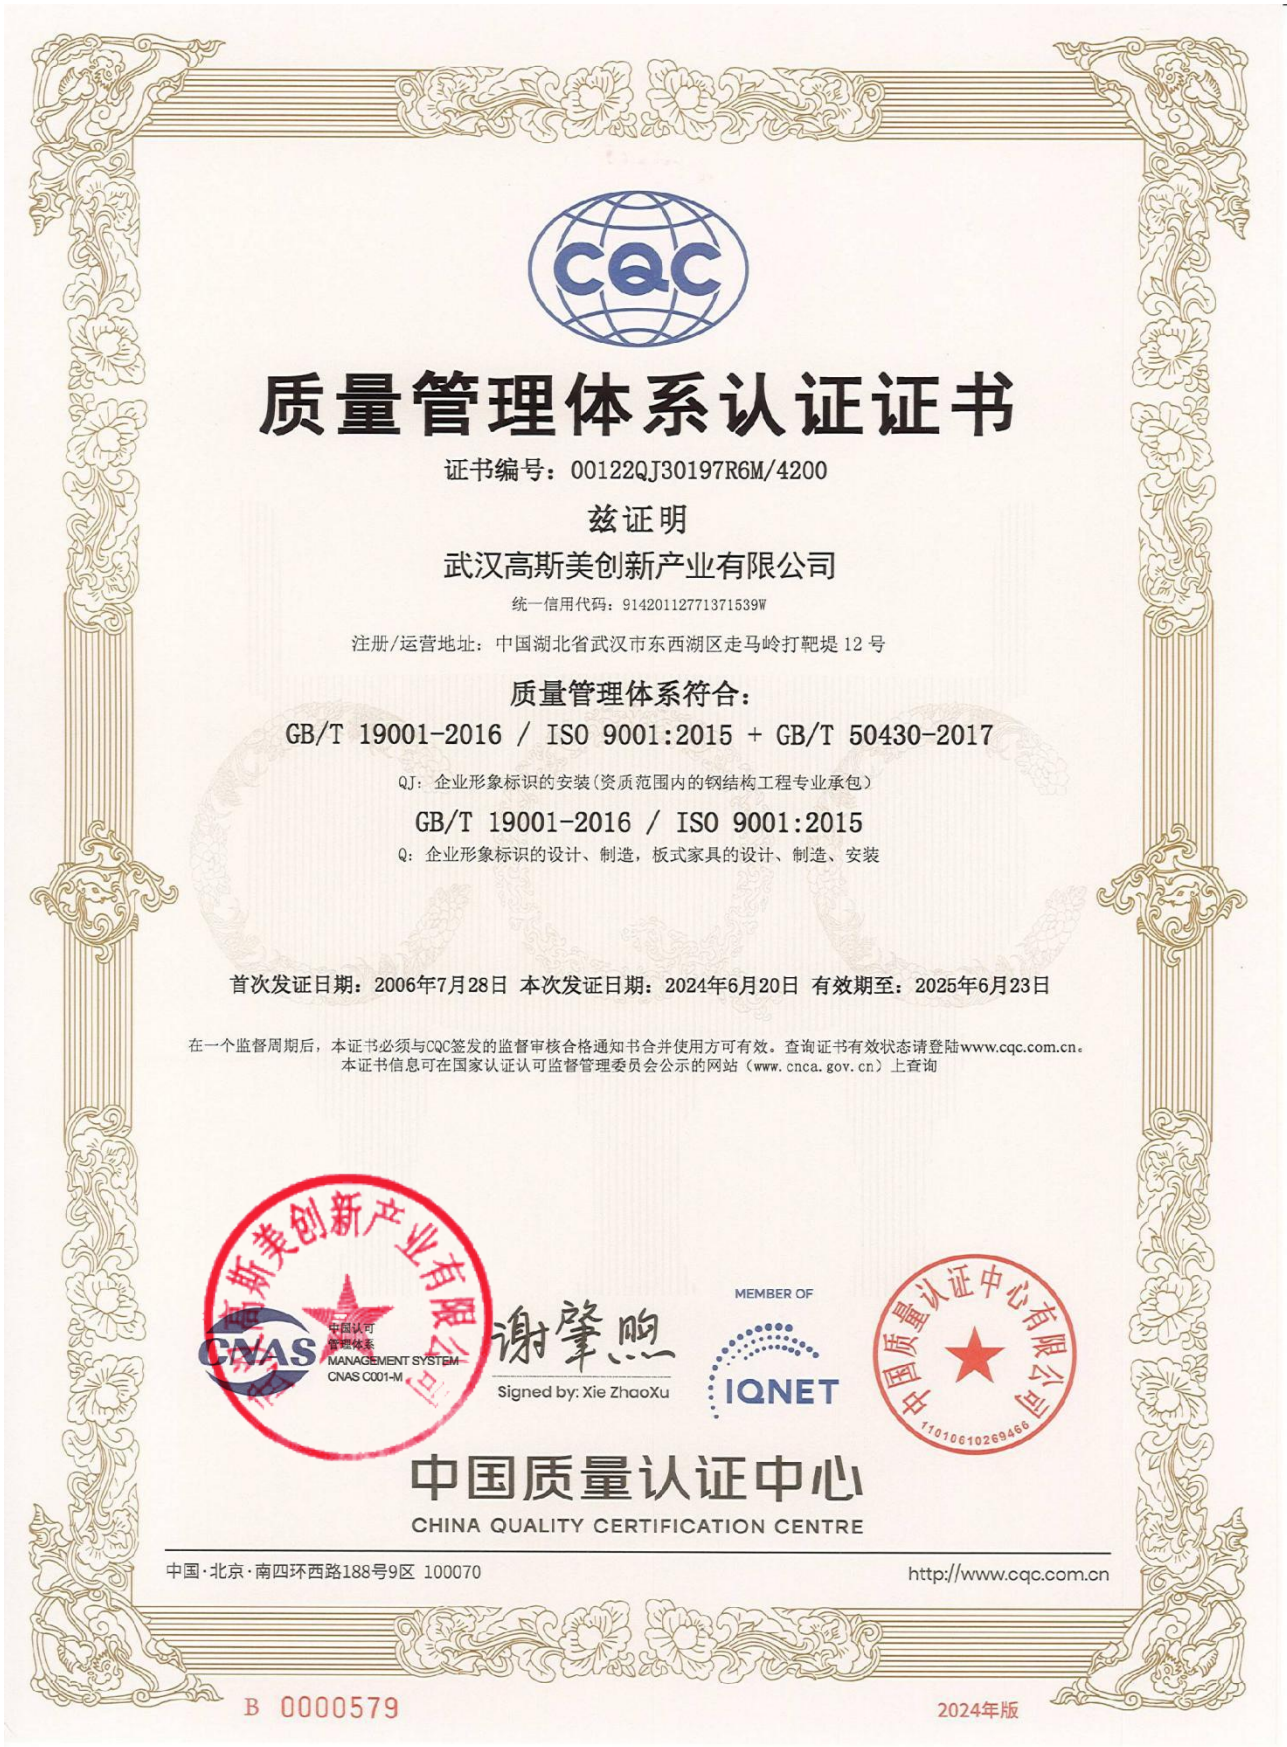 CQC
质量管理体系认证证书
证书编号：00122QJ30197R6M/4200
兹证明
武汉高斯美创新产业有限公司
统一信用代码：91420112771371539W
注册/运营地址：中国湖北省武汉市东西湖区走马岭打靶堤 12 号
质量管理体系符合：
GB/T 19001-2016 / ISO 9001:2015 + GB/T 50430-2017
QJ：企业形象标识的安装(资质范围内的钢结构工程专业承包)
GB/T 19001-2016 / ISO 9001:2015
Q：企业形象标识的设计、制造，板式家具的设计、制造、安装
首次发证日期：2006年7月28日 本次发证日期：2024年6月20日 有效期至：2025年6月23日
在一个监督周期后，本证书必须与CQC签发的监督审核合格通知书合并使用方可有效。查询证书有效状态请登陆www.cqc.com.cn。
本证书信息可在国家认证认可监督管理委员会公示的网站（www.cnca.gov.cn）上查询
武汉高斯美创新产业有限公司
CNAS
中国认可
管理体系
MANAGEMENT SYSTEM
CNAS C001-M
谢肇煦
Signed by: Xie ZhaoXu
MEMBER OF
IQNET
中国质量认证中心有限公司
11010610269466
中国质量认证中心
CHINA QUALITY CERTIFICATION CENTRE
中国·北京·南四环西路188号9区 100070
http://www.cqc.com.cn
B 0000579
2024年版